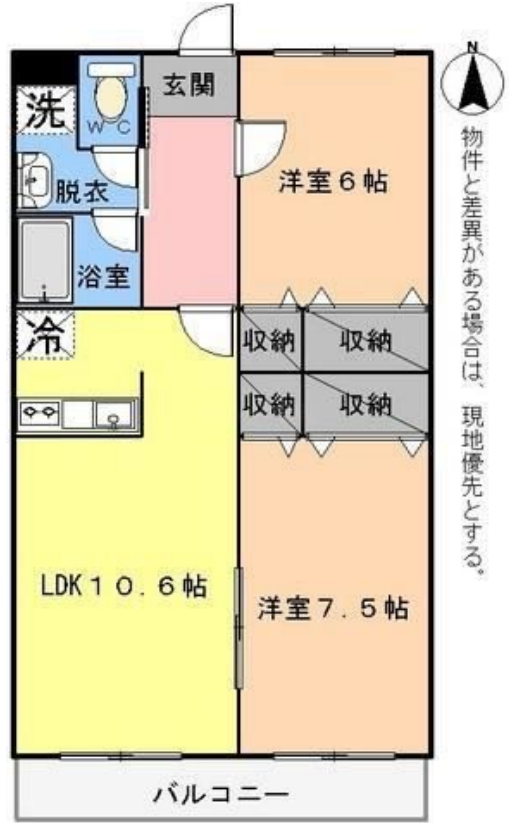 N
玄関
洗
WC
脱衣
洋室6帖
浴室
冷
収納
収納
収納
収納
LDK10.6帖
洋室7.5帖
バルコニー
物件と差異がある場合は、現地優先とする。